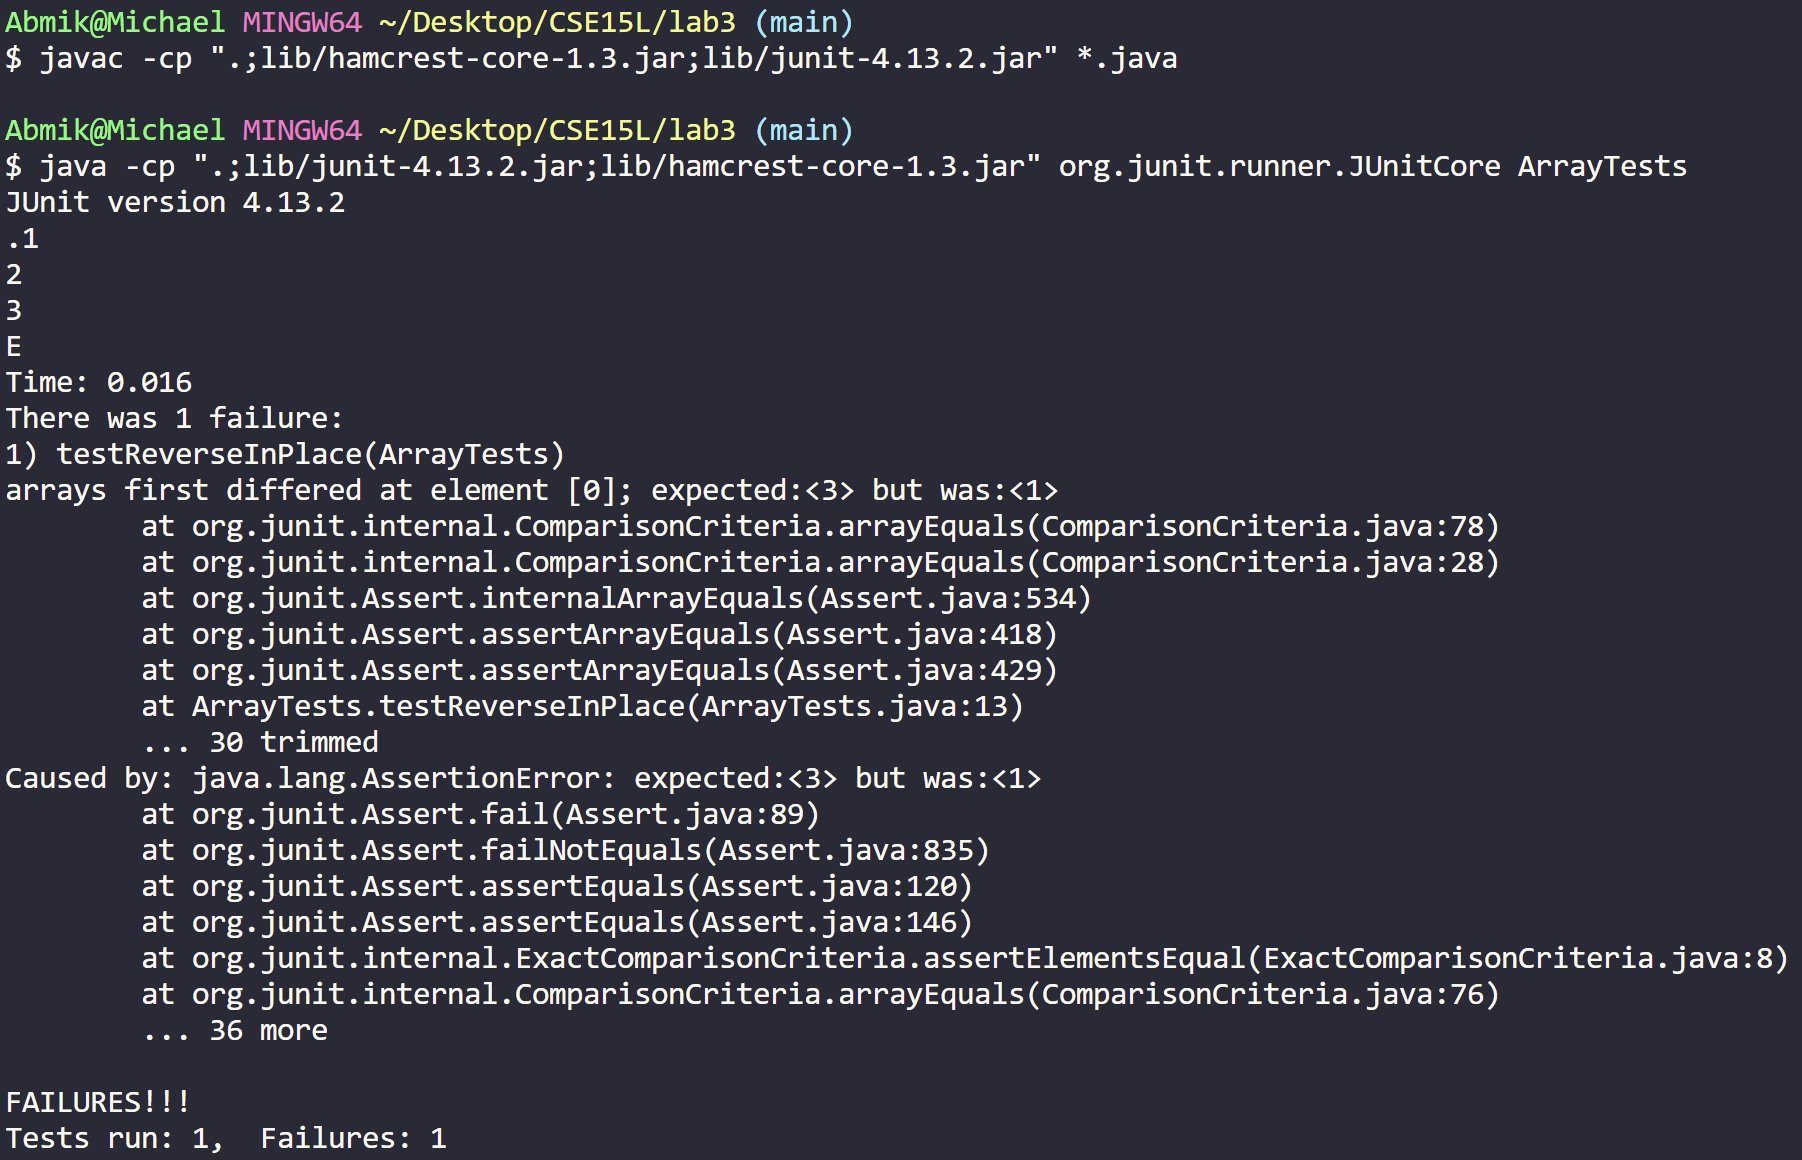 Abmik@Michael MINGW64 ~/Desktop/CSE15L/lab3 (main)
$ javac -cp ".;lib/hamcrest-core-1.3.jar;lib/junit-4.13.2.jar" *.java
Abmik@Michael MINGW64 ~/Desktop/CSE15L/lab3 (main)
$ java -cp ".;lib/junit-4.13.2.jar;lib/hamcrest-core-1.3.jar" org.junit.runner.JUnitCore ArrayTests
JUnit version 4.13.2
.1
2
3
E
Time: 0.016
There was 1 failure:
1) testReverseInPlace(ArrayTests)
arrays first differed at element [0]; expected:<3> but was:<1>
        at org.junit.internal.ComparisonCriteria.arrayEquals(ComparisonCriteria.java:78)
        at org.junit.internal.ComparisonCriteria.arrayEquals(ComparisonCriteria.java:28)
        at org.junit.Assert.internalArrayEquals(Assert.java:534)
        at org.junit.Assert.assertArrayEquals(Assert.java:418)
        at org.junit.Assert.assertArrayEquals(Assert.java:429)
        at ArrayTests.testReverseInPlace(ArrayTests.java:13)
        ... 30 trimmed
Caused by: java.lang.AssertionError: expected:<3> but was:<1>
        at org.junit.Assert.fail(Assert.java:89)
        at org.junit.Assert.failNotEquals(Assert.java:835)
        at org.junit.Assert.assertEquals(Assert.java:120)
        at org.junit.Assert.assertEquals(Assert.java:146)
        at org.junit.internal.ExactComparisonCriteria.assertElementsEqual(ExactComparisonCriteria.java:8)
        at org.junit.internal.ComparisonCriteria.arrayEquals(ComparisonCriteria.java:76)
        ... 36 more
FAILURES!!!
Tests run: 1,  Failures: 1